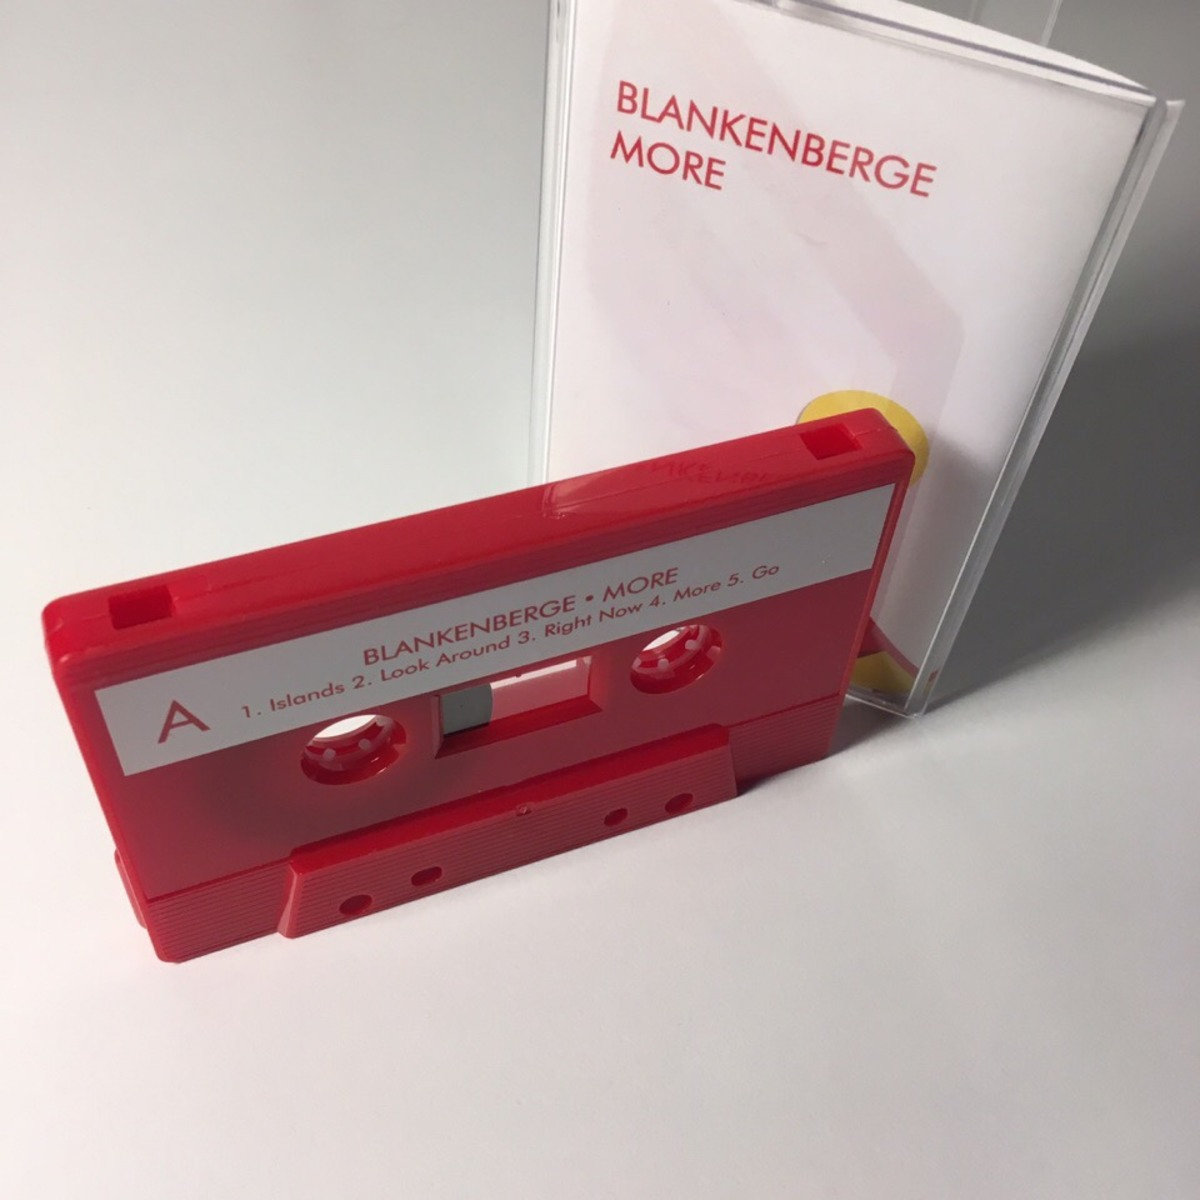 BLANKENBERGE
MORE
BLANKENBERGE • MORE
A
1. Islands 2. Look Around 3. Right Now 4. More 5. Go